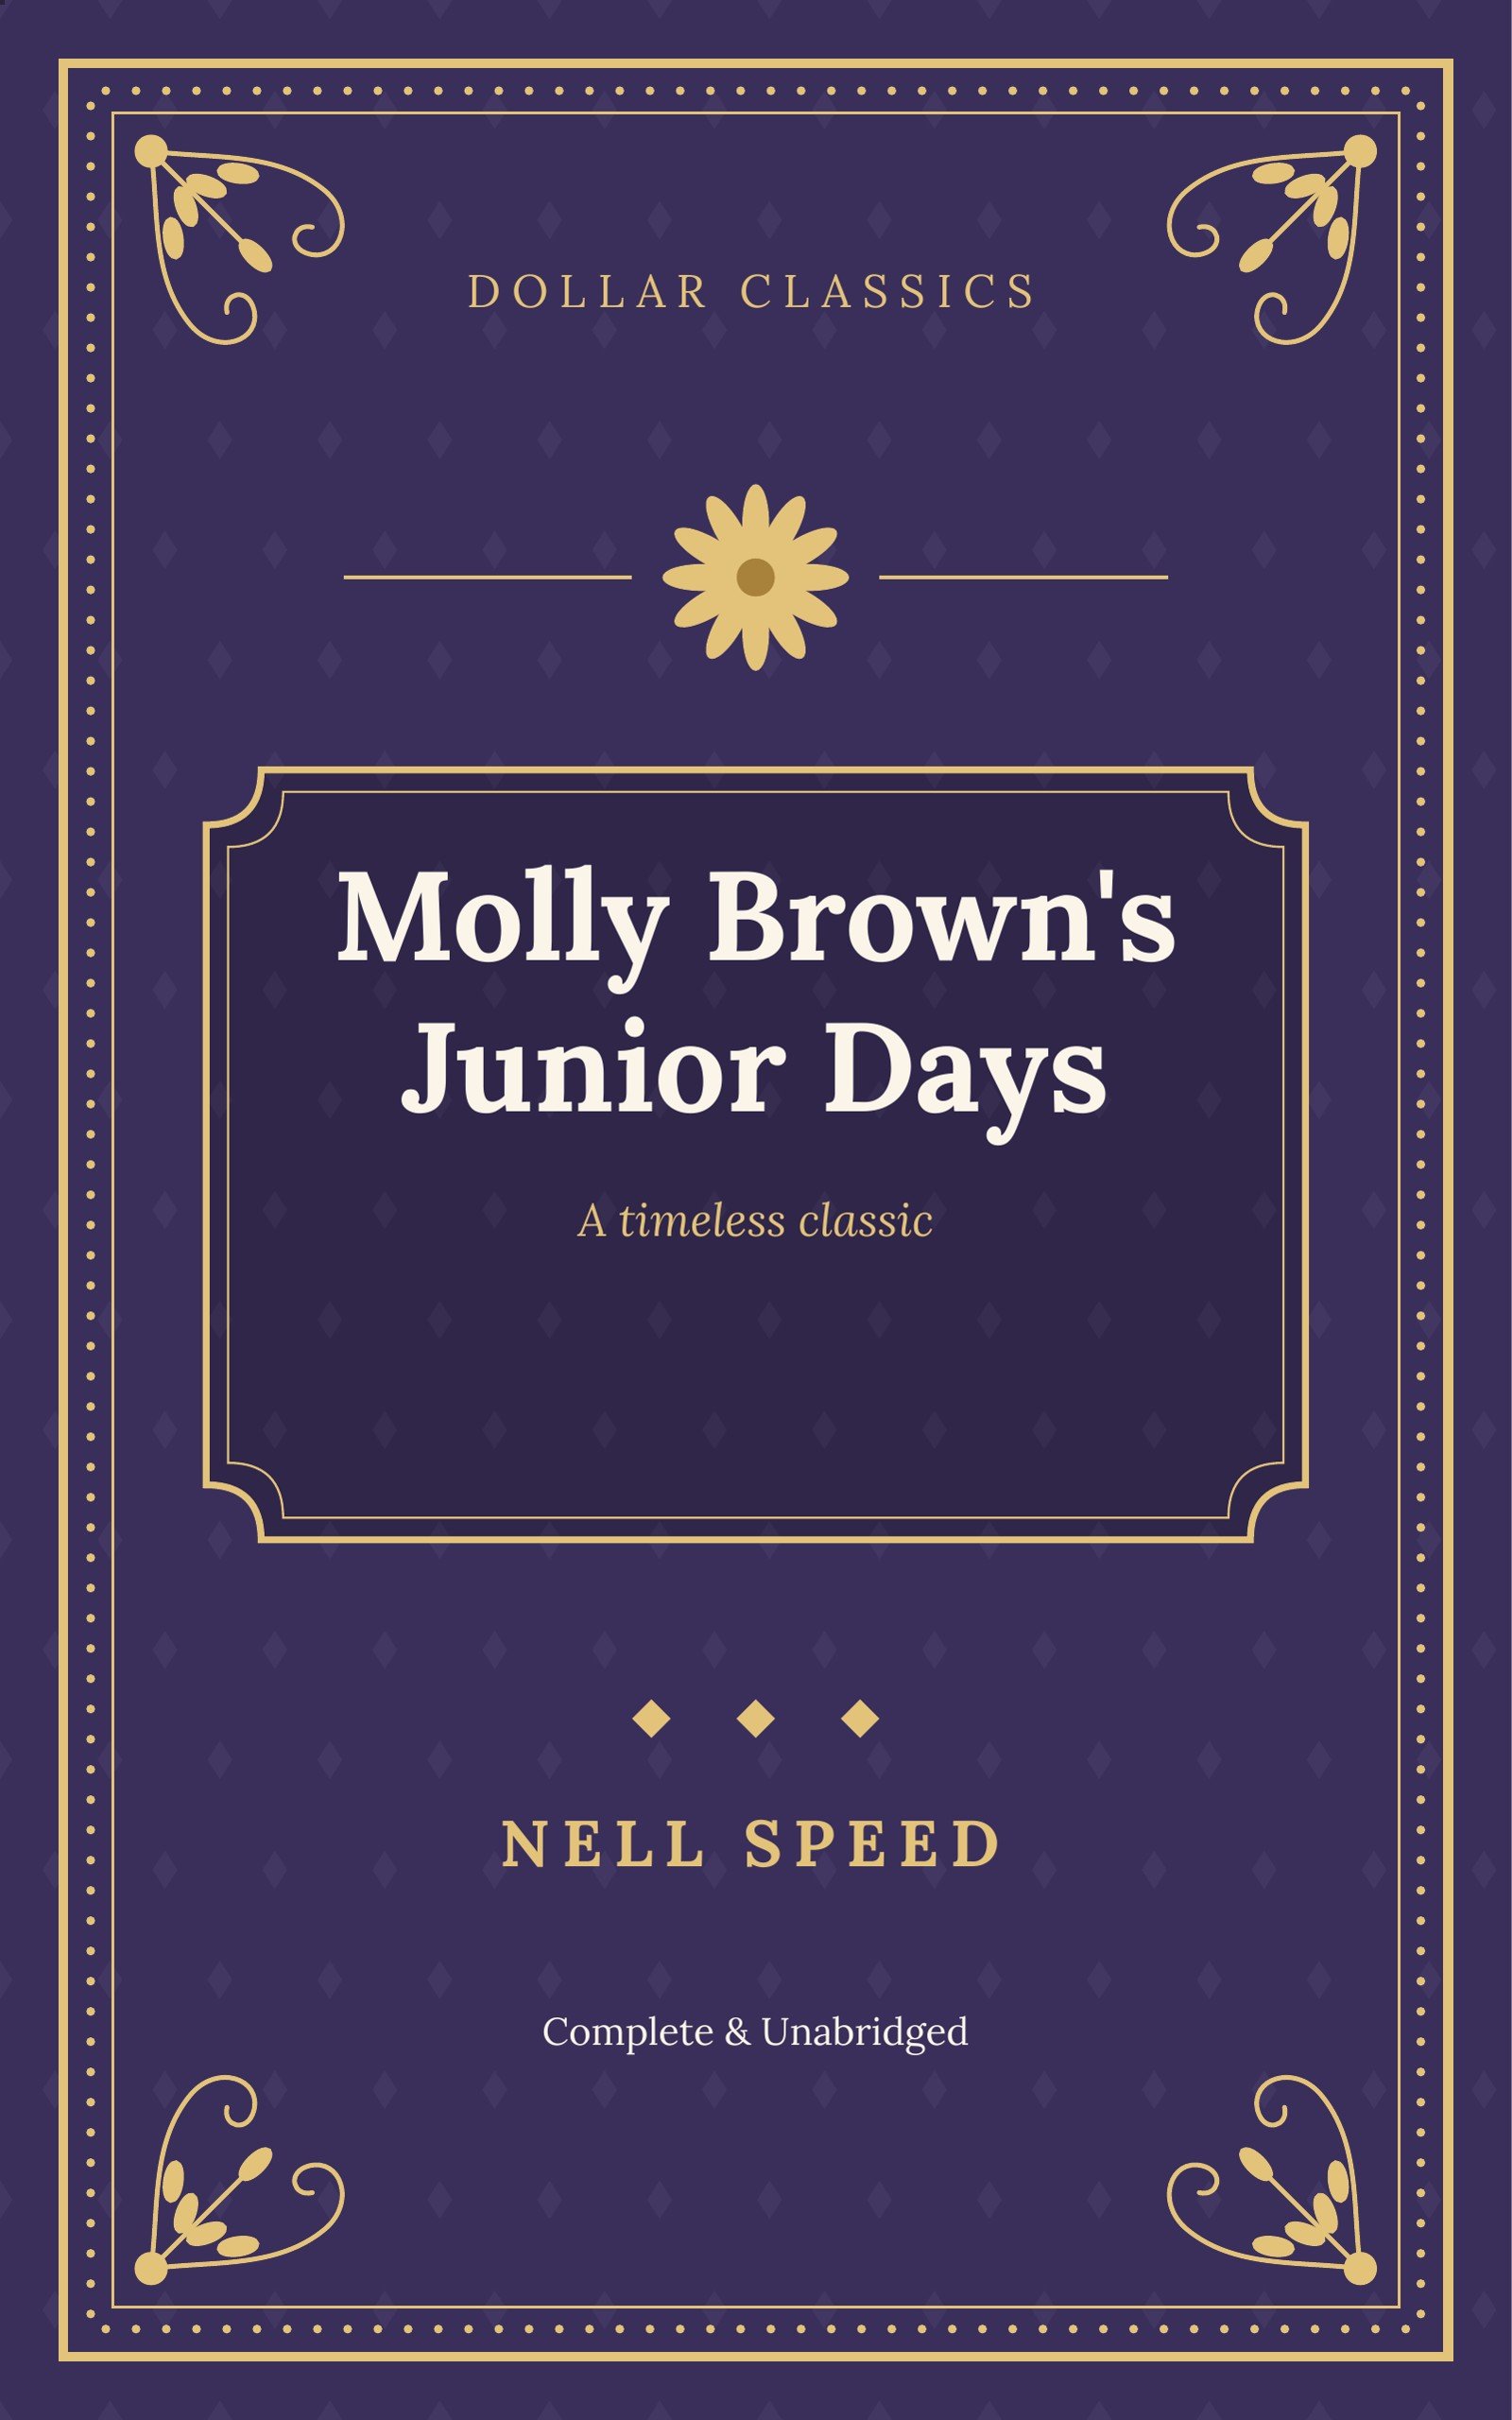 DOLLAR CLASSICS
Molly Brown's
Junior Days
A timeless classic
NELL SPEED
Complete & Unabridged